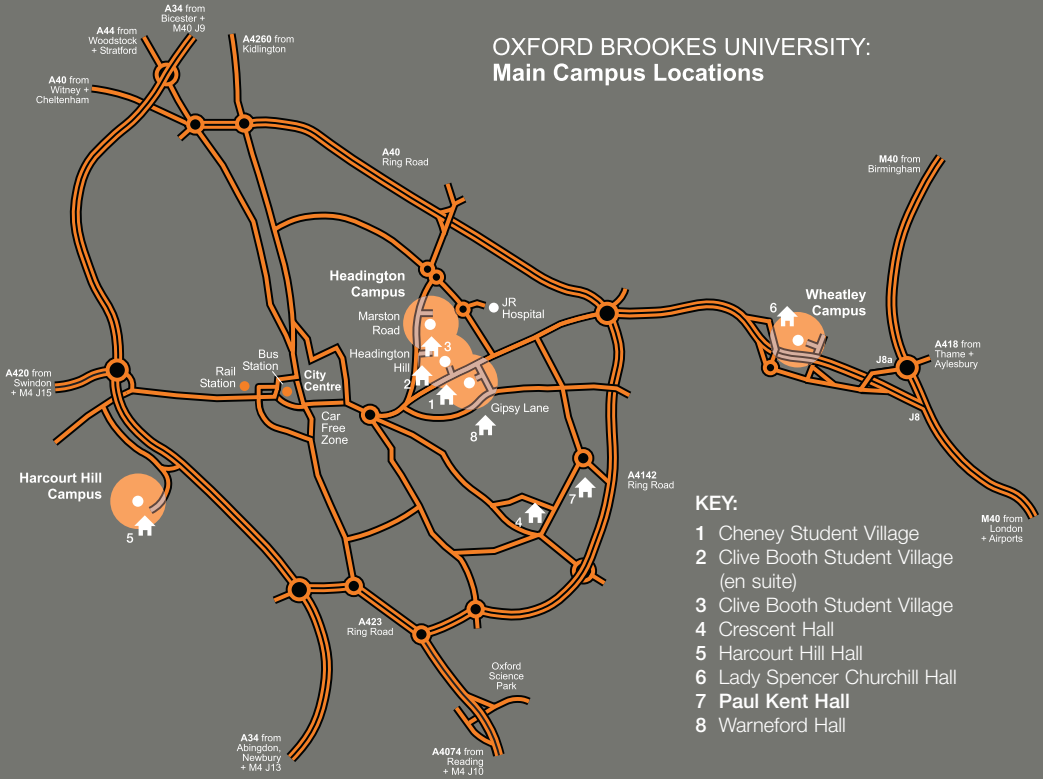 OXFORD BROOKES UNIVERSITY:
Main Campus Locations
A34 from
Bicester +
M40 J9
A44 from
Woodstock
+ Stratford
A4260 from
Kidlington
A40 from
Witney +
Cheltenham
A40
Ring Road
M40 from
Birmingham
Headington
Campus
Marston
Road
JR
Hospital
3
Headington
Hill
2
1
Gipsy Lane
8
6
Wheatley
Campus
J8a
A418 from
Thame +
Aylesbury
J8
Bus
Station
Rail
Station
City
Centre
Car
Free
Zone
A420 from
Swindon
+ M4 J15
Harcourt Hill
Campus
5
A4142
Ring Road
7
4
M40 from
London
+ Airports
A423
Ring Road
Oxford
Science
Park
A34 from
Abingdon,
Newbury
+ M4 J13
A4074 from
Reading
+ M4 J10
KEY:
1 Cheney Student Village
2 Clive Booth Student Village
(en suite)
3 Clive Booth Student Village
4 Crescent Hall
5 Harcourt Hill Hall
6 Lady Spencer Churchill Hall
7 Paul Kent Hall
8 Warneford Hall